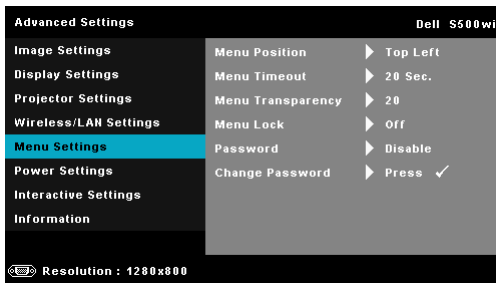 Advanced Settings Dell S500wi
Image Settings
Display Settings
Projector Settings
Wireless/LAN Settings
Menu Settings
Power Settings
Interactive Settings
Information
Menu Position Top Left
Menu Timeout 20 Sec.
Menu Transparency 20
Menu Lock Off
Password Disable
Change Password Press
Resolution : 1280x800